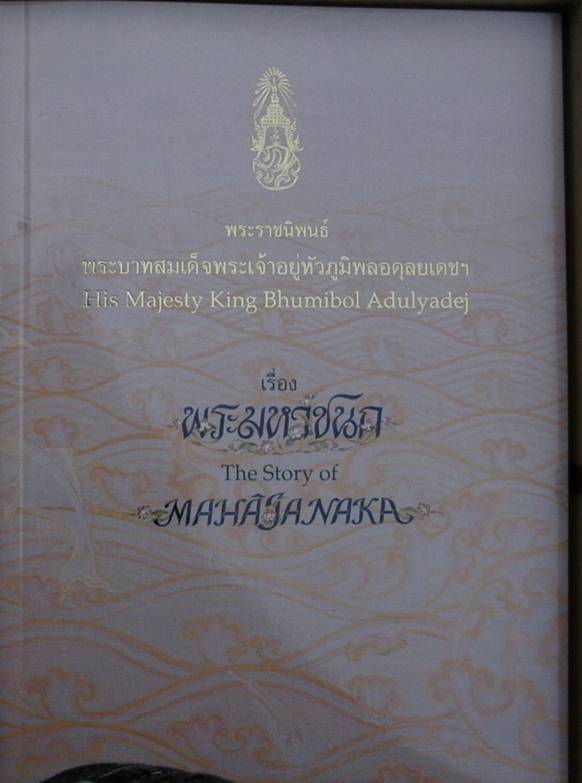 พระราชนิพนธ์
พระบาทสมเด็จพระเจ้าอยู่หัวภูมิพลอดุลยเดชฯ
His Majesty King Bhumibol Adulyadej
เรื่อง
พระมหาชนก
The Story of
MAHĀJANAKA